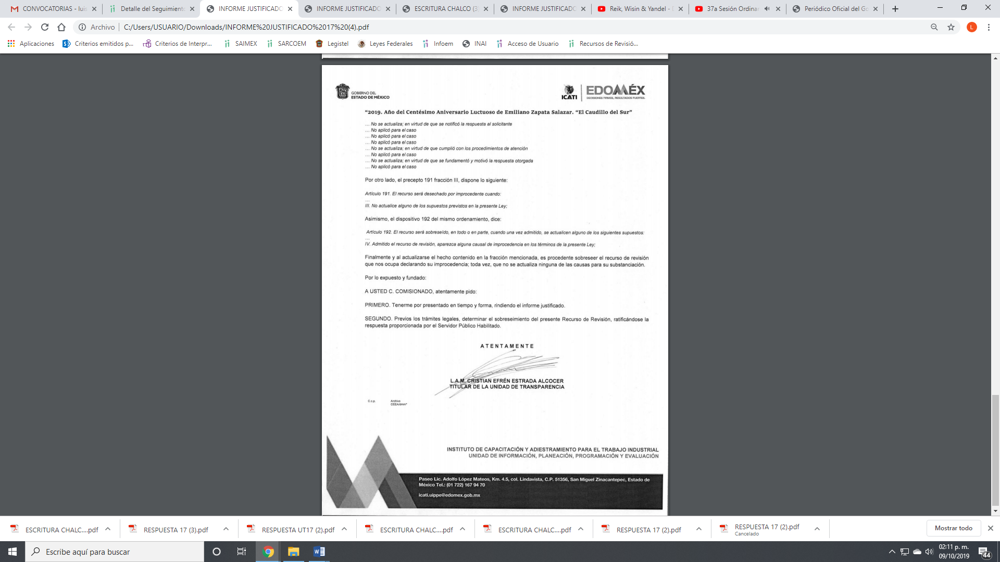 CONVOCATORIAS - luis
Detalle del Seguimiento
INFORME JUSTIFICADO
INFORME JUSTIFICADO
ESCRITURA CHALCO (3)
INFORME JUSTIFICADO
Reik, Wisin & Yandel -
37a Sesión Ordinar
Periódico Oficial del Go
Archivo
C:/Users/USUARIO/Downloads/INFORME%20JUSTIFICADO%2017%20(4).pdf
L
Aplicaciones
Criterios emitidos p...
Criterios de Interpr...
SAIMEX
SARCOEM
Legistel
Leyes Federales
Infoem
INAI
Acceso de Usuario
Recursos de Revisió...
GOBIERNO DEL
ESTADO DE MÉXICO
ICATI
EDOMÉX
DECISIONES FIRMES, RESULTADOS FUERTES.
“2019. Año del Centésimo Aniversario Luctuoso de Emiliano Zapata Salazar. “El Caudillo del Sur”
... No se actualiza; en virtud de que se notificó la respuesta al solicitante
... No aplicó para el caso
... No aplicó para el caso
... No aplicó para el caso
... No se actualiza; en virtud de que cumplió con los procedimientos de atención
... No aplicó para el caso
... No se actualiza; en virtud de que se fundamentó y motivó la respuesta otorgada
... No aplicó para el caso
Por otro lado, el precepto 191 fracción III, dispone lo siguiente:
Artículo 191. El recurso será desechado por improcedente cuando:
...
III. No actualice alguno de los supuestos previstos en la presente Ley;
Asimismo, el dispositivo 192 del mismo ordenamiento, dice:
Artículo 192. El recurso será sobreseído, en todo o en parte, cuando una vez admitido, se actualicen alguno de los siguientes supuestos:
...
IV. Admitido el recurso de revisión, aparezca alguna causal de improcedencia en los términos de la presente Ley;
Finalmente y al actualizarse el hecho contenido en la fracción mencionada, es procedente sobreseer el recurso de revisión
que nos ocupa declarando su improcedencia; toda vez, que no se actualiza ninguna de las causas para su substanciación.
Por lo expuesto y fundado:
A USTED C. COMISIONADO, atentamente pido:
PRIMERO. Tenerme por presentado en tiempo y forma, rindiendo el informe justificado.
SEGUNDO. Previos los trámites legales, determinar el sobreseimiento del presente Recurso de Revisión, ratificándose la
respuesta proporcionada por el Servidor Público Habilitado.
A T E N T A M E N T E
L.A.M. CRISTIAN EFRÉN ESTRADA ALCOCER
TITULAR DE LA UNIDAD DE TRANSPARENCIA
C.c.p. Archivo
CEEA/dmm*
INSTITUTO DE CAPACITACIÓN Y ADIESTRAMIENTO PARA EL TRABAJO INDUSTRIAL
UNIDAD DE INFORMACIÓN, PLANEACIÓN, PROGRAMACIÓN Y EVALUACIÓN
Paseo Lic. Adolfo López Mateos, Km. 4.5, col. Lindavista, C.P. 51356, San Miguel Zinacantepec, Estado de
México Tel.: (01 722) 167 94 70
icati.uippe@edomex.gob.mx
ESCRITURA CHALC....pdf
RESPUESTA 17 (3).pdf
RESPUESTA UT17 (2).pdf
ESCRITURA CHALC....pdf
ESCRITURA CHALC....pdf
RESPUESTA 17 (2).pdf
RESPUESTA 17 (2).pdf
Cancelado
Mostrar todo
Escribe aquí para buscar
02:11 p. m.
09/10/2019
44